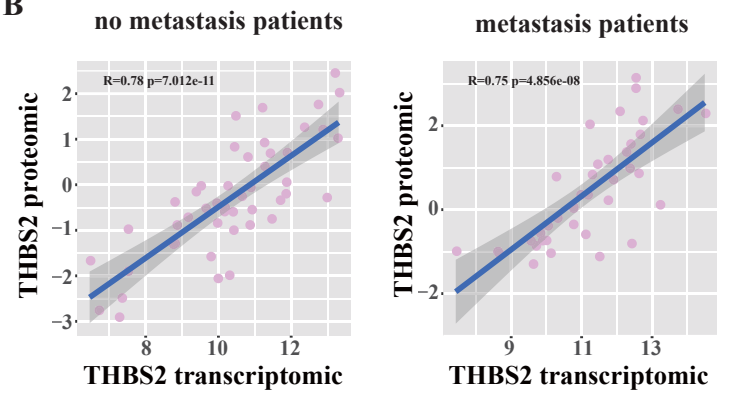 B
no metastasis patients
R=0.78 p=7.012e-11
THBS2 proteomic
2
1
0
−1
−2
−3
8 10 12
THBS2 transcriptomic
metastasis patients
R=0.75 p=4.856e-08
THBS2 proteomic
2
0
−2
9 11 13
THBS2 transcriptomic